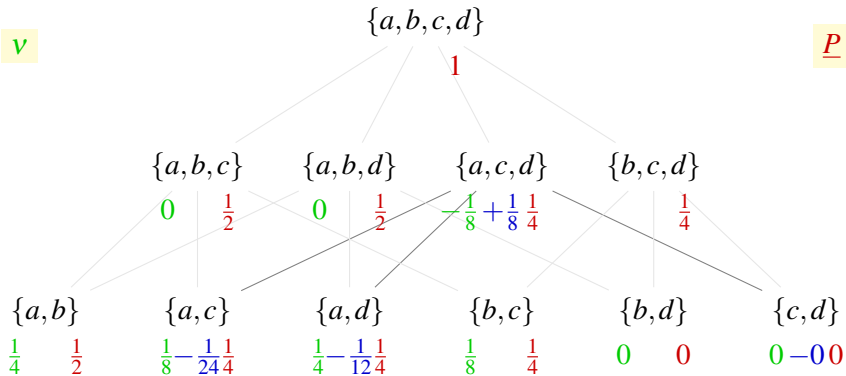 {a,b,c,d}
ν P
1
{a,b,c} {a,b,d} {a,c,d} {b,c,d}
0 1/2 0 1/2 −1/8+1/8 1/4 1/4
{a,b} {a,c} {a,d} {b,c} {b,d} {c,d}
1/4 1/2 1/8−1/24 1/4 1/4−1/12 1/4 1/8 1/4 0 0 0−0 0